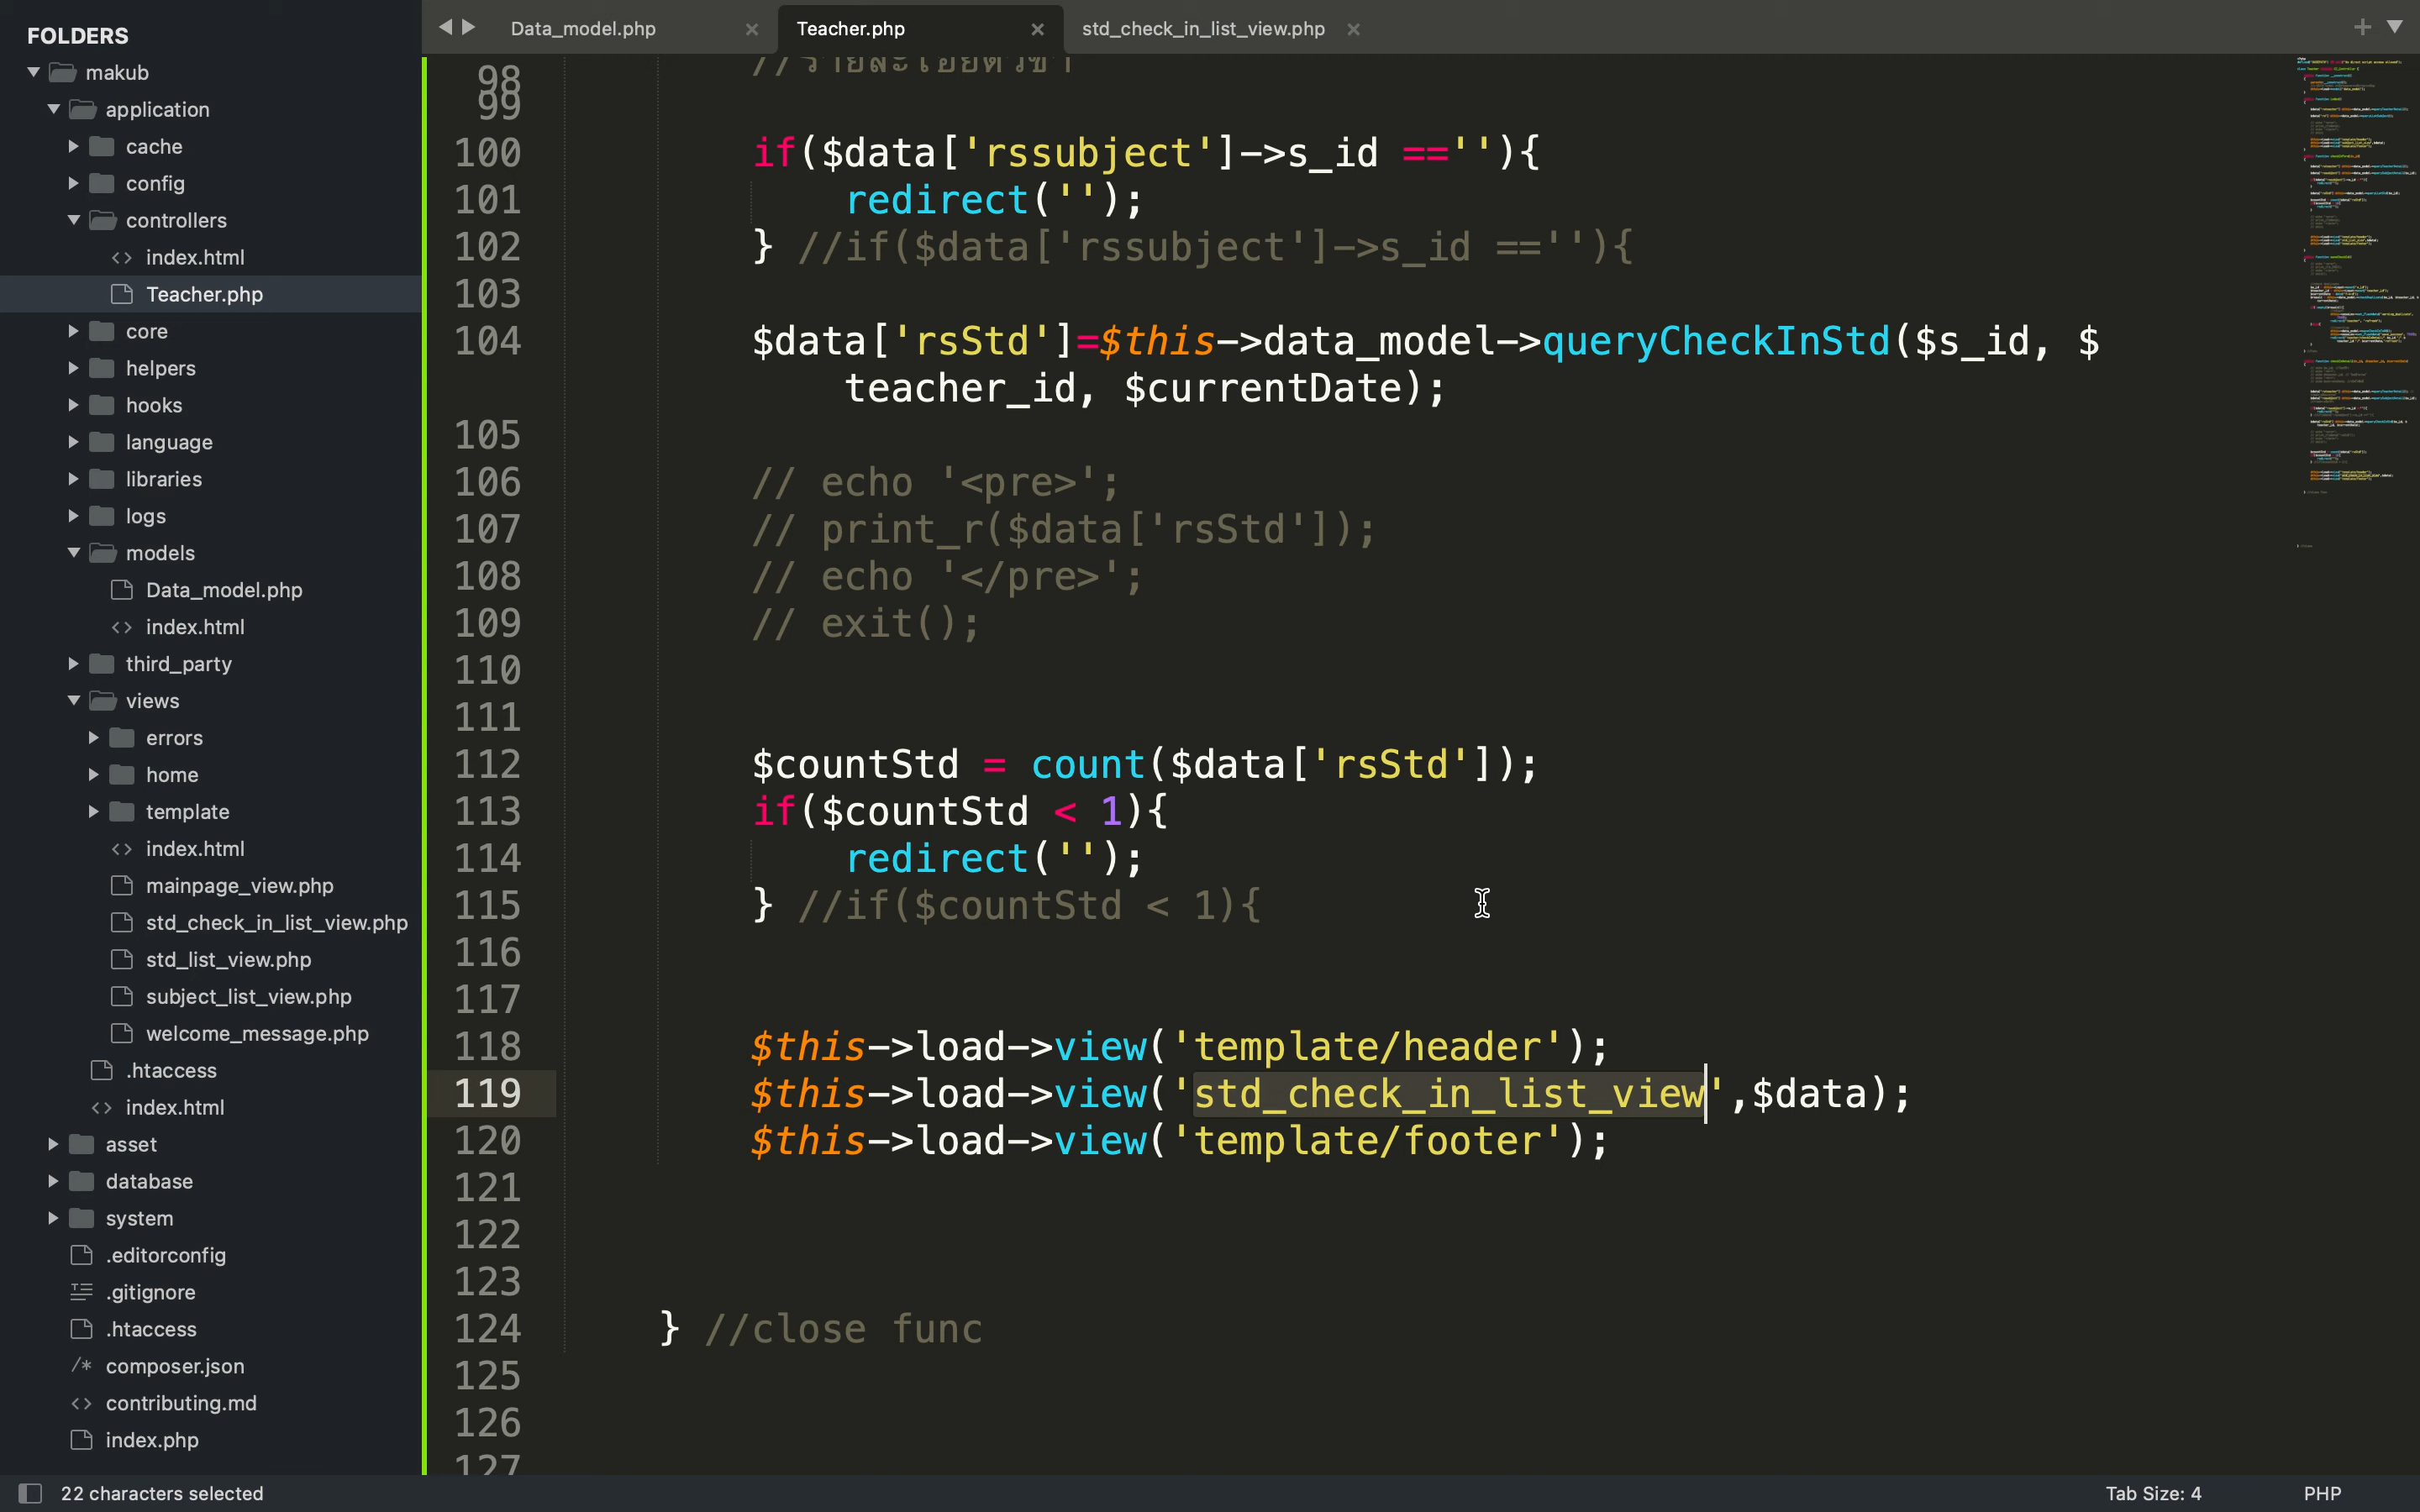 FOLDERS
makub
application
cache
config
controllers
index.html
Teacher.php
core
helpers
hooks
language
libraries
logs
models
Data_model.php
index.html
third_party
views
errors
home
template
index.html
mainpage_view.php
std_check_in_list_view.php
std_list_view.php
subject_list_view.php
welcome_message.php
.htaccess
index.html
asset
database
system
.editorconfig
.gitignore
.htaccess
composer.json
contributing.md
index.php
Data_model.php × Teacher.php × std_check_in_list_view.php ×
98 //
99
100 if($data['rssubject']->s_id ==''){
101 redirect('');
102 } //if($data['rssubject']->s_id ==''){
103
104 $data['rsStd']=$this->data_model->queryCheckInStd($s_id, $
teacher_id, $currentDate);
105
106 // echo '<pre>';
107 // print_r($data['rsStd']);
108 // echo '</pre>';
109 // exit();
110
111
112 $countStd = count($data['rsStd']);
113 if($countStd < 1){
114 redirect('');
115 } //if($countStd < 1){
116
117
118 $this->load->view('template/header');
119 $this->load->view('std_check_in_list_view',$data);
120 $this->load->view('template/footer');
121
122
123
124 } //close func
125
126
127
22 characters selected
Tab Size: 4 PHP